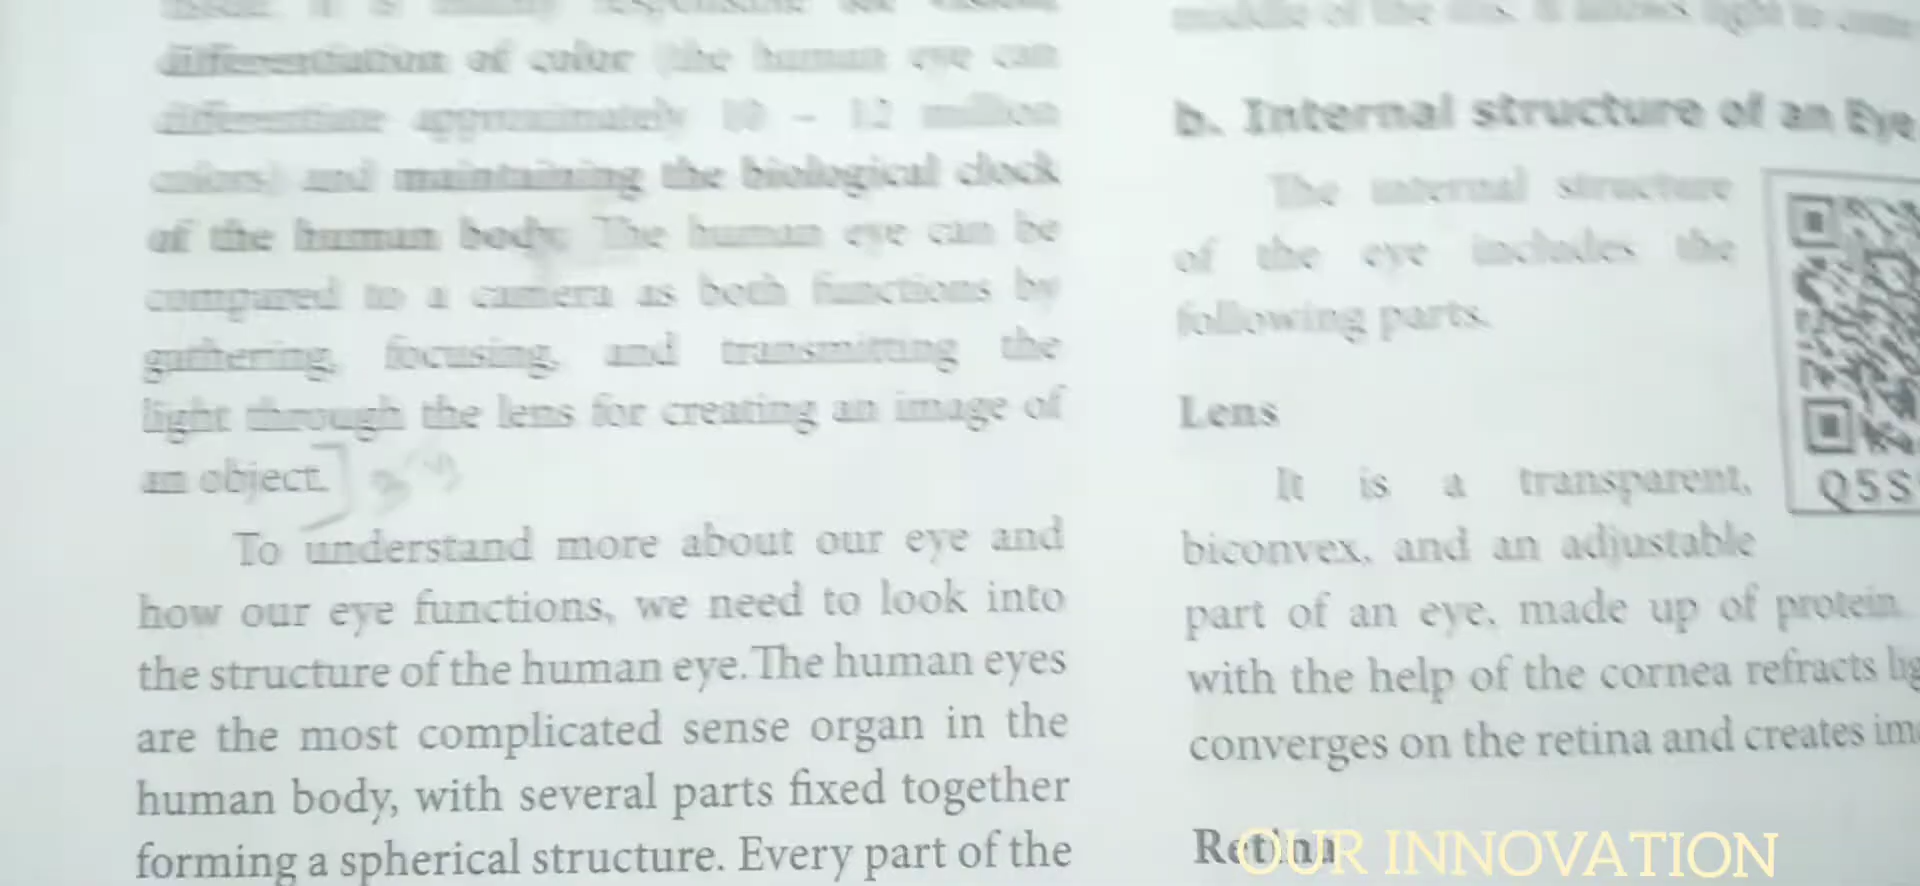 differentiation of color (the human eye can
differentiate approximately 10 – 12 million
colors) and maintaining the biological clock
of the human body. The human eye can be
compared to a camera as both functions by
gathering, focusing, and transmitting the
light through the lens for creating an image of
an object.
To understand more about our eye and
how our eye functions, we need to look into
the structure of the human eye.The human eyes
are the most complicated sense organ in the
human body, with several parts fixed together
forming a spherical structure. Every part of the
b. Internal structure of an Eye
The internal structure
of the eye includes the
following parts.
Q5S
Lens
It is a transparent,
biconvex, and an adjustable
part of an eye, made up of protein.
with the help of the cornea refracts
converges on the retina and creates
Retina
OUR INNOVATION